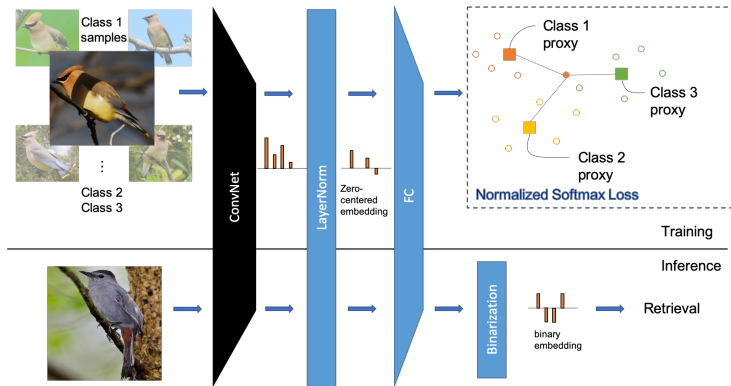 Class 1
samples
⋮
Class 2
Class 3
ConvNet
LayerNorm
Zero-
centered
embedding
FC
Class 1
proxy
Class 3
proxy
Class 2
proxy
Normalized Softmax Loss
Training
Inference
Binarization
binary
embedding
Retrieval